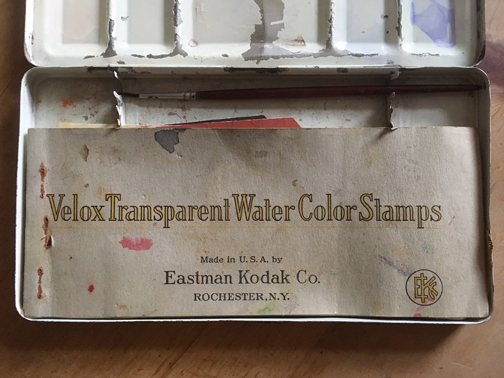 Velox Transparent Water Color Stamps
Made in U.S.A. by
Eastman Kodak Co.
ROCHESTER, N.Y.
EKC